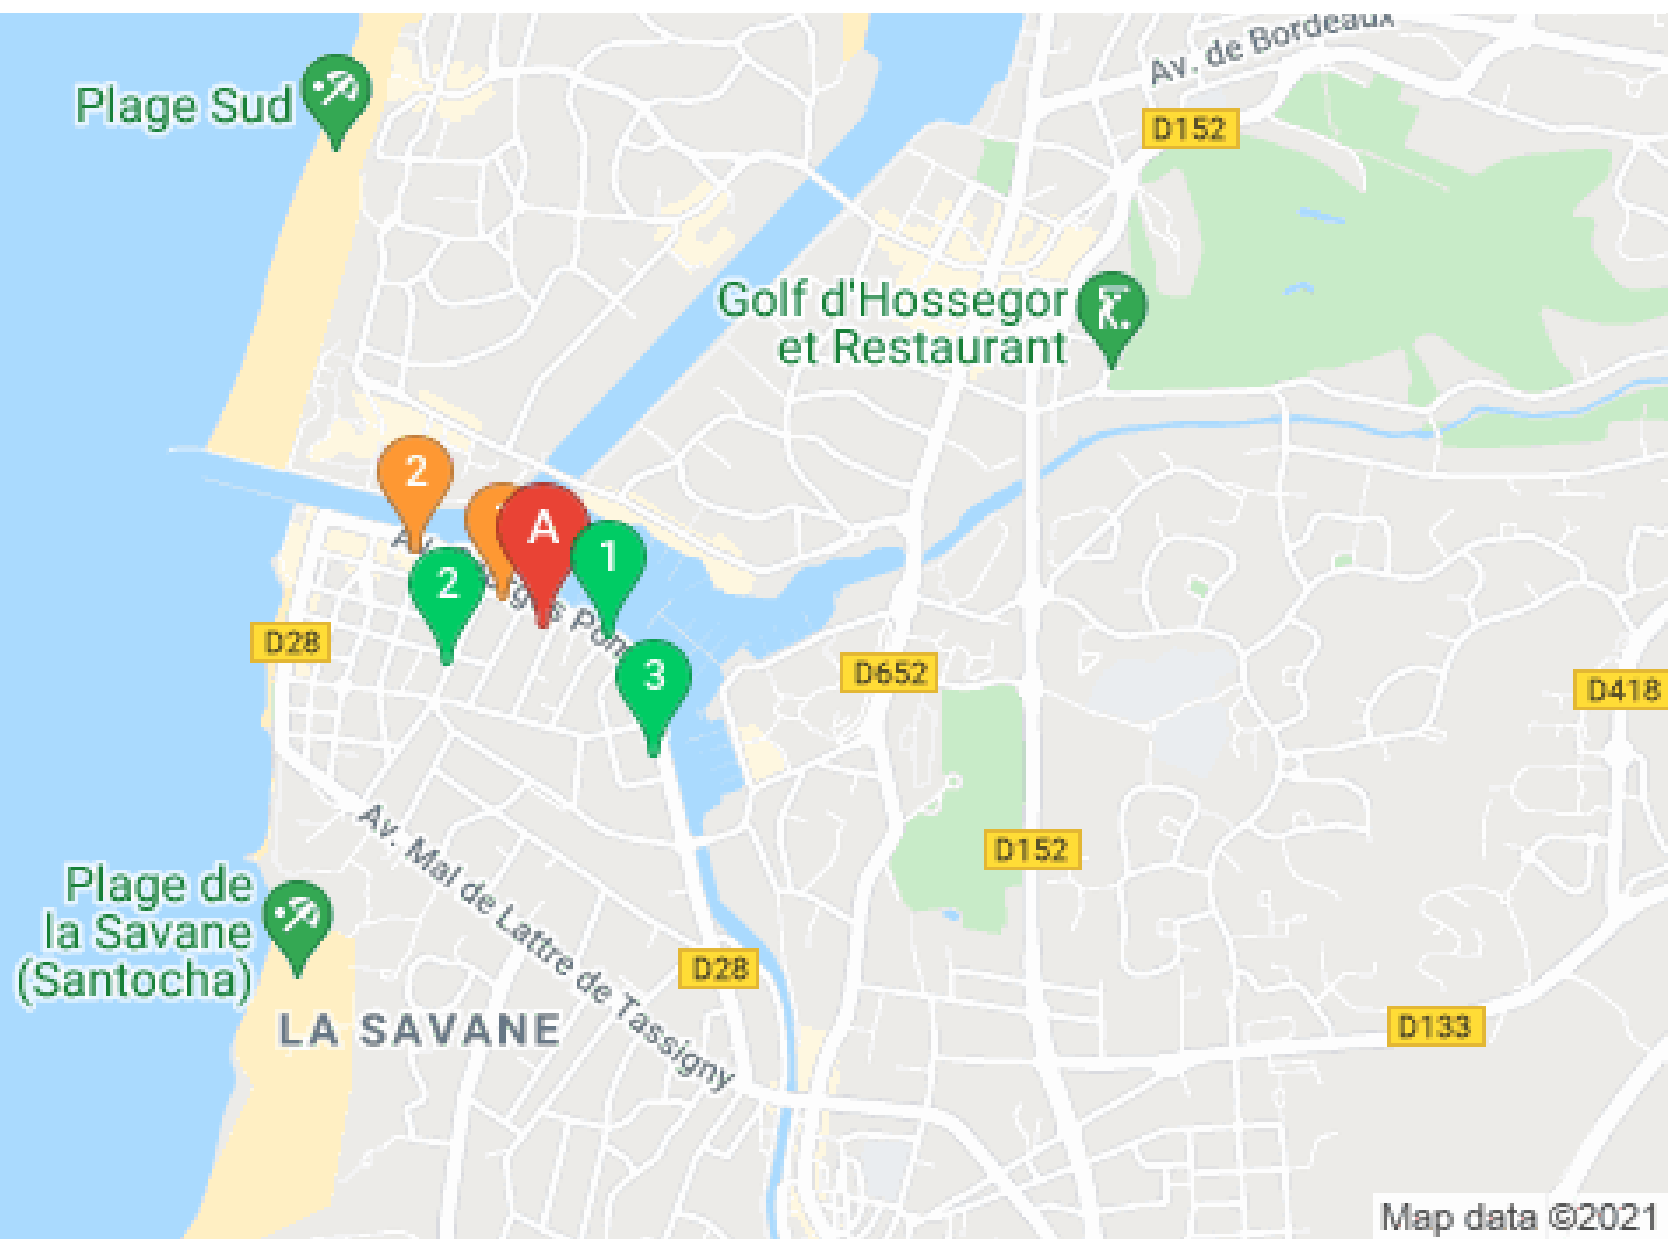 Av. de Bordeaux
Plage Sud
D152
Golf d'Hossegor
et Restaurant
2
A
1
2
3
D28
D652
D418
D152
Av. Mal de Lattre de Tassigny
Plage de
la Savane
(Santocha)
D28
LA SAVANE
D133
Map data ©2021